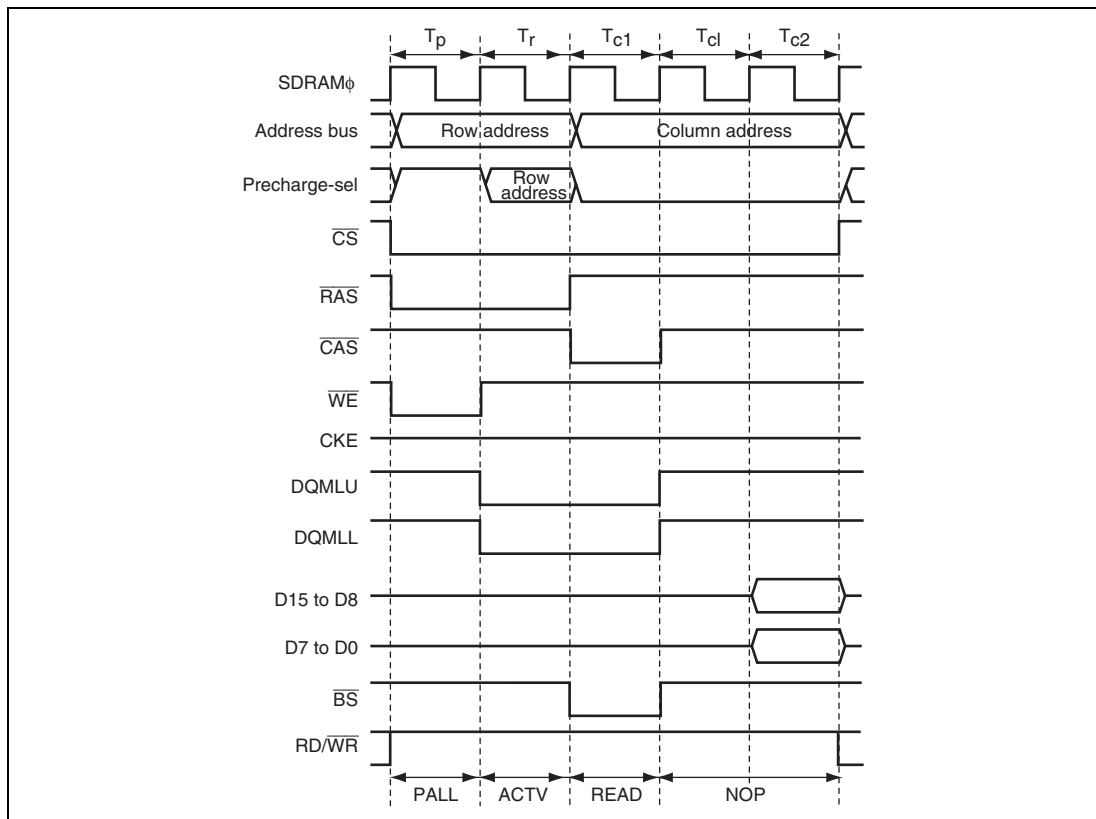 Tp Tr Tc1 Tcl Tc2
SDRAMϕ
Address bus Row address Column address
Precharge-sel Row address
CS
RAS
CAS
WE
CKE
DQMLU
DQMLL
D15 to D8
D7 to D0
BS
RD/WR
PALL ACTV READ NOP